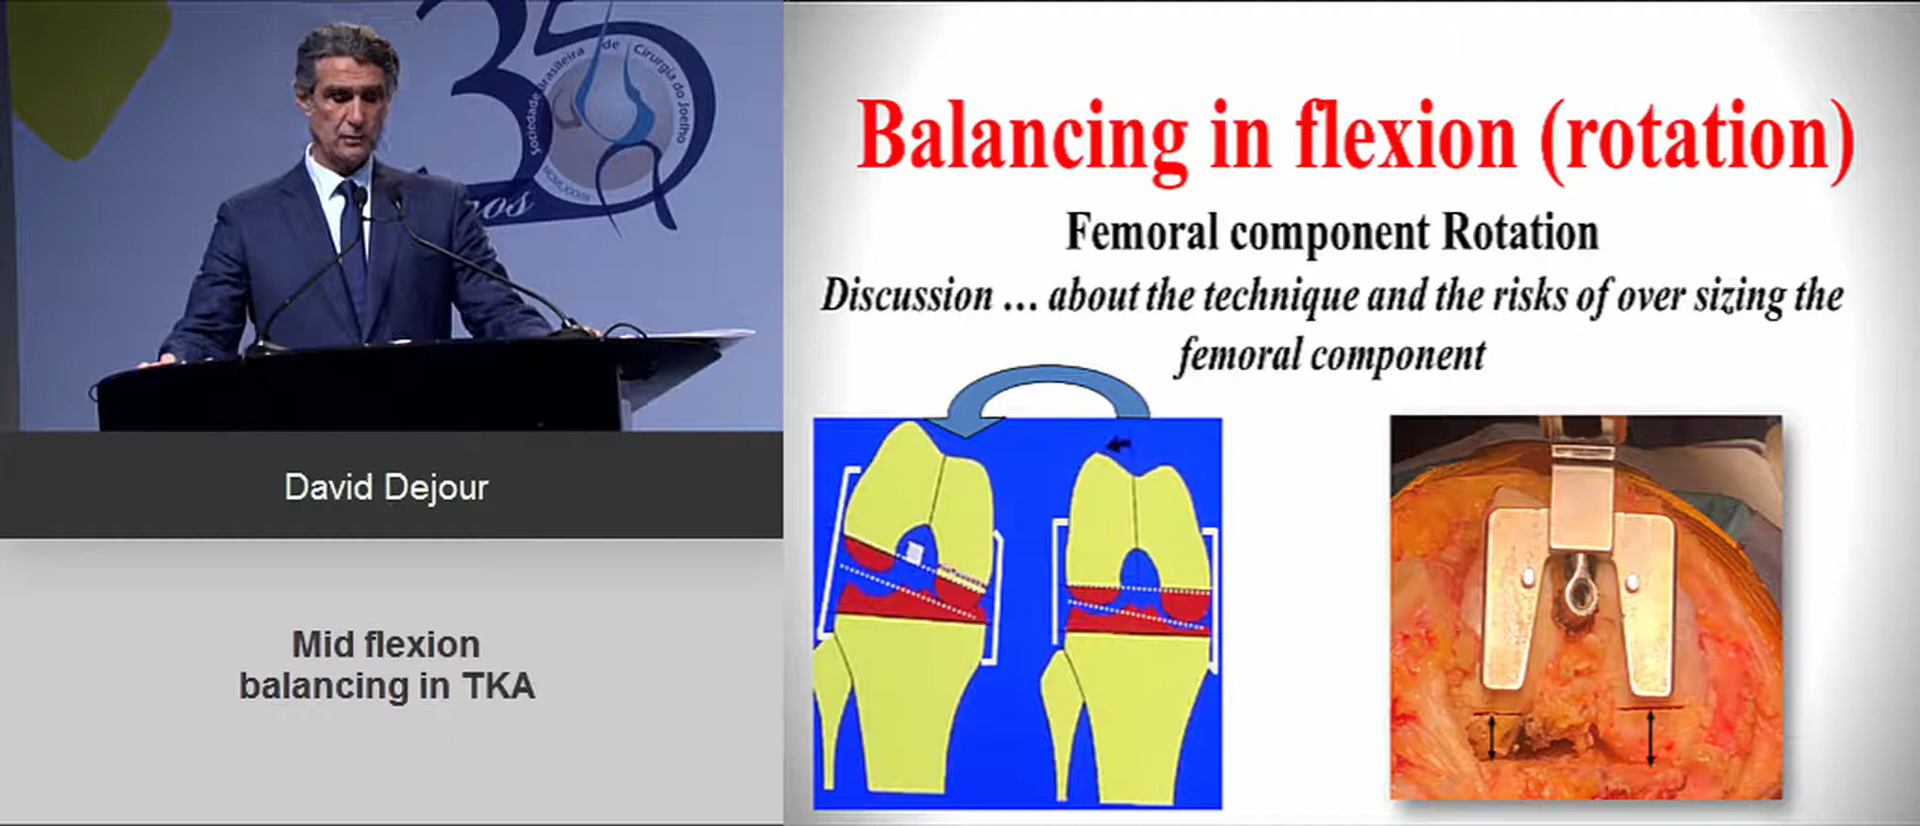 35
anos
Sociedade Brasileira de Cirurgia do Joelho
David Dejour
Mid flexion
balancing in TKA
Balancing in flexion (rotation)
Femoral component Rotation
Discussion ... about the technique and the risks of over sizing the
femoral component